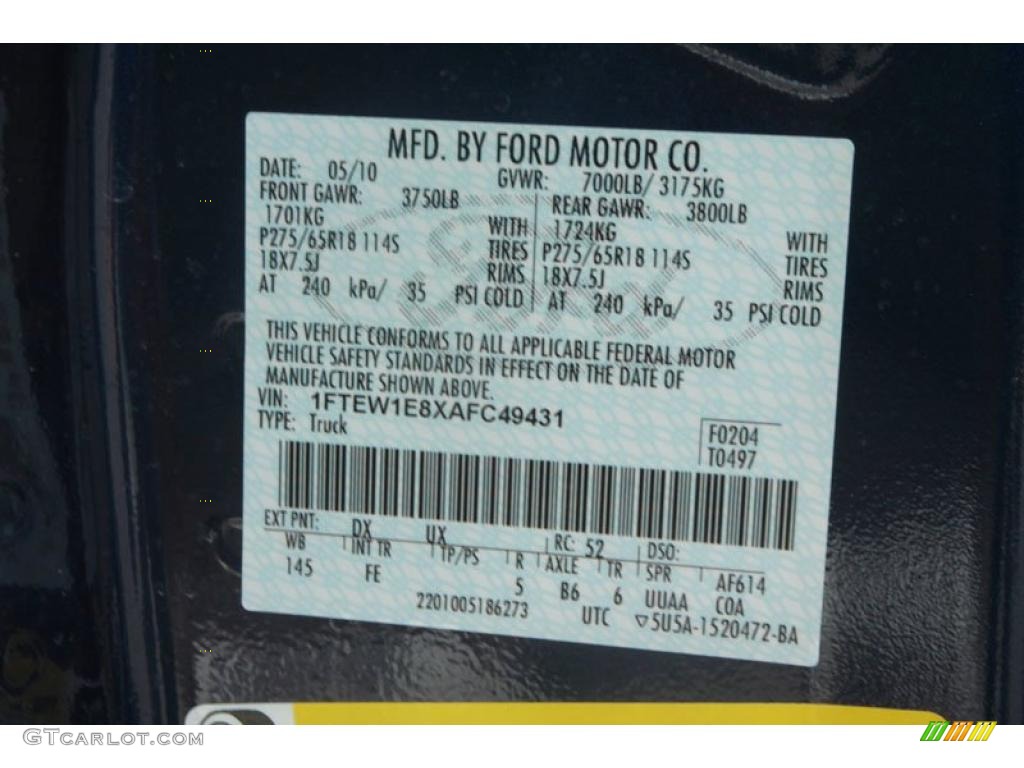 MFD. BY FORD MOTOR CO.
DATE: 05/10 GVWR: 7000LB/ 3175KG
FRONT GAWR: 3750LB REAR GAWR: 3800LB
1701KG WITH 1724KG WITH
P275/65R18 114S TIRES P275/65R18 114S TIRES
18X7.5J RIMS 18X7.5J RIMS
AT 240 kPa/ 35 PSI COLD AT 240 kPa/ 35 PSI COLD
THIS VEHICLE CONFORMS TO ALL APPLICABLE FEDERAL MOTOR
VEHICLE SAFETY STANDARDS IN EFFECT ON THE DATE OF
MANUFACTURE SHOWN ABOVE.
VIN: 1FTEW1E8XAFC49431
TYPE: Truck
F0204
T0497
EXT PNT: DX UX RC: 52 DSO:
WB INT TR TP/PS R AXLE TR SPR AF614
145 FE 5 B6 6 UUAA COA
2201005186273 UTC ▽5U5A-1520472-BA
GTCarlot.com